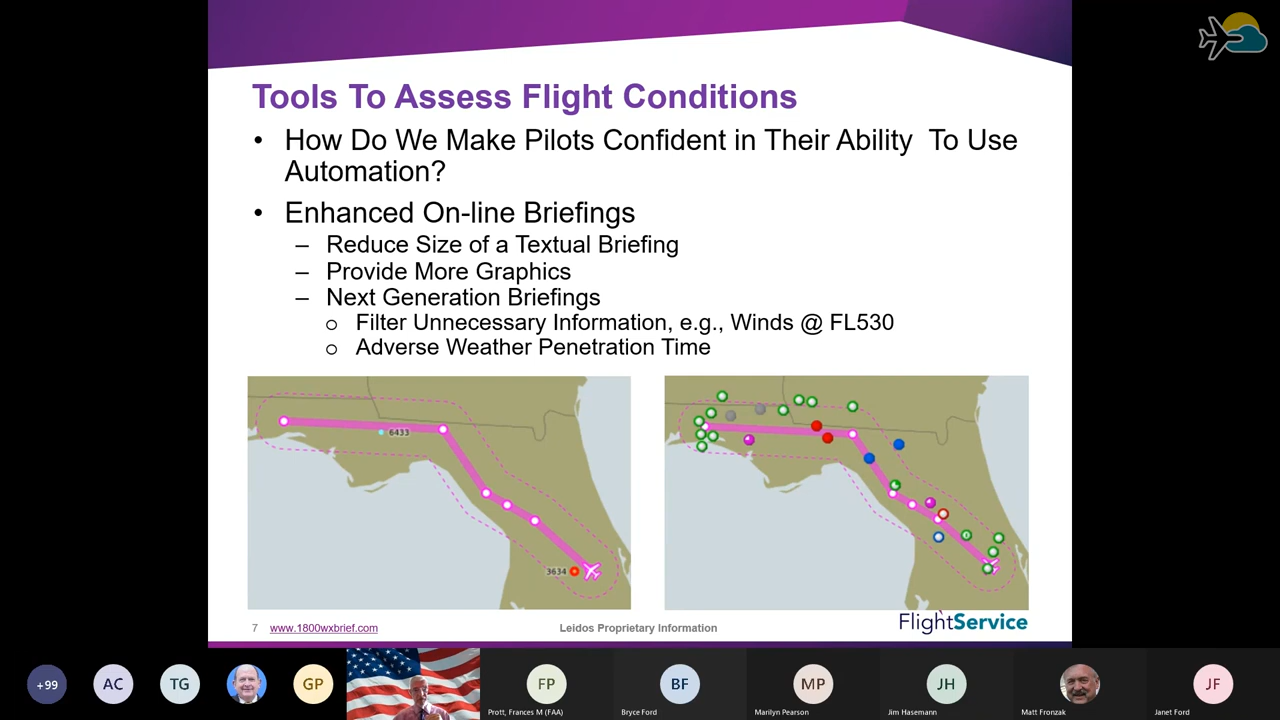 Tools To Assess Flight Conditions
• How Do We Make Pilots Confident in Their Ability  To Use
Automation?
• Enhanced On-line Briefings
– Reduce Size of a Textual Briefing
– Provide More Graphics
– Next Generation Briefings
o Filter Unnecessary Information, e.g., Winds @ FL530
o Adverse Weather Penetration Time
6433
3634
7 www.1800wxbrief.com Leidos Proprietary Information FlightService
+99 AC TG GP FP BF MP JH JF
Prott, Frances M (FAA) Bryce Ford Marilyn Pearson Jim Hasemann Matt Fronzak Janet Ford